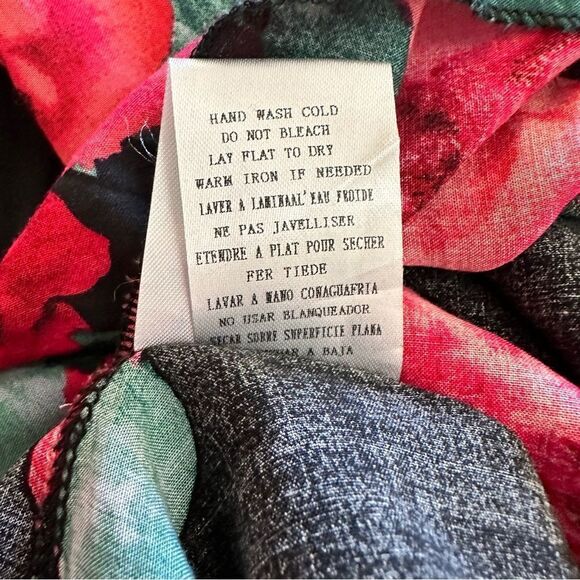 HAND WASH COLD
DO NOT BLEACH
LAY FLAT TO DRY
WARM IRON IF NEEDED
LAVER A LAMINAAL'EAU FROIDE
NE PAS JAVELLISER
ETENDRE A PLAT POUR SECHER
FER TIEDE
LAVAR A MANO CONAGUAFRIA
NO USAR BLANQUEADOR
SECAR SOBRE SUPERFICIE PLANA
A BAJA